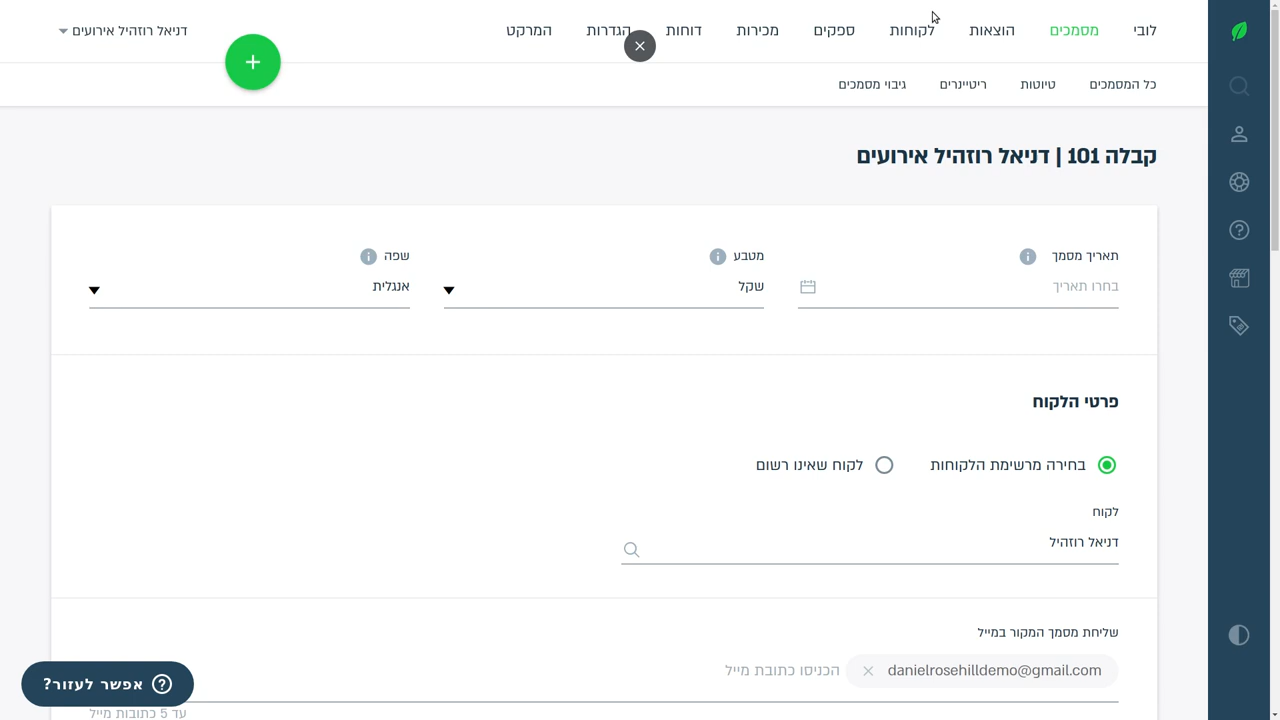 לובי
מסמכים
הוצאות
לקוחות
ספקים
מכירות
דוחות
הגדרות
המרקט
דניאל רוזהיל אירועים
כל המסמכים
טיוטות
ריטיינרים
גיבוי מסמכים
קבלה 101 | דניאל רוזהיל אירועים
תאריך מסמך
מטבע
שפה
בחרו תאריך
שקל
אנגלית
פרטי הלקוח
בחירה מרשימת הלקוחות
לקוח שאינו רשום
לקוח
דניאל רוזהיל
שליחת מסמך המקור במייל
danielrosehilldemo@gmail.com
הכניסו כתובת מייל
עד 5 כתובות מייל
אפשר לעזור?